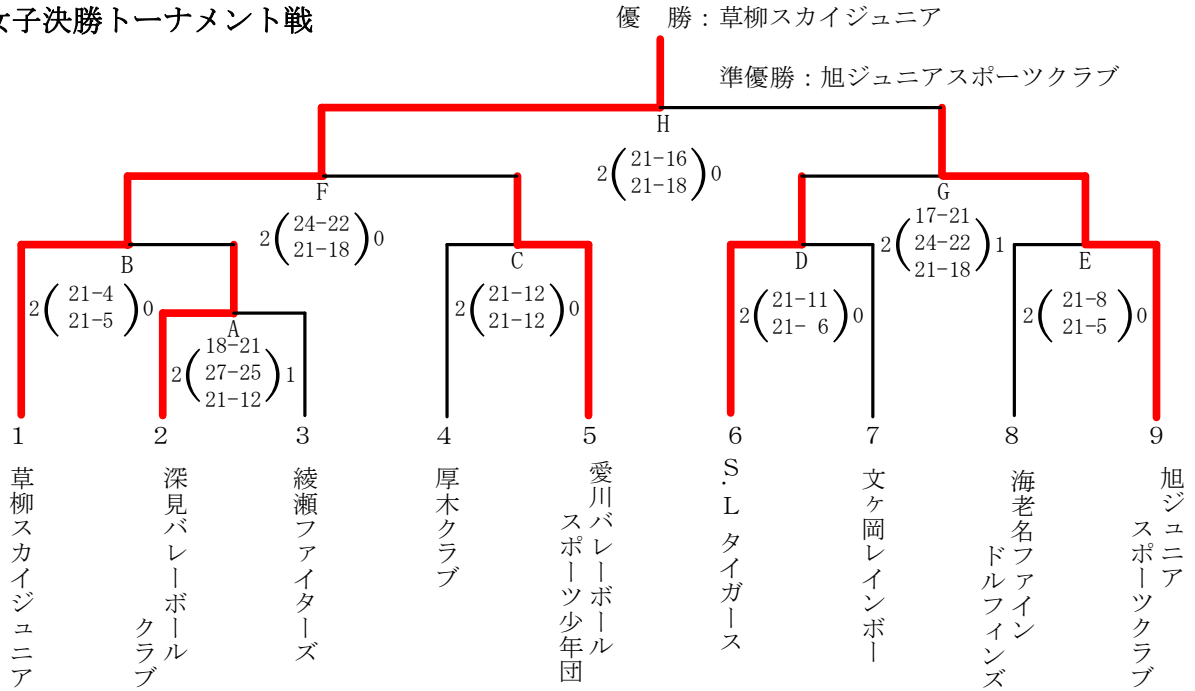 女子決勝トーナメント戦
優　勝：草柳スカイジュニア
準優勝：旭ジュニアスポーツクラブ
H
2(21-16 21-18)0
F
2(24-22 21-18)0
G
2(17-21 24-22 21-18)1
B
2(21-4 21-5)0
C
2(21-12 21-12)0
D
2(21-11 21- 6)0
E
2(21-8 21-5)0
A
2(18-21 27-25 21-12)1
1
2
3
4
5
6
7
8
9
草柳スカイジュニア
深見バレーボール
クラブ
綾瀬ファイターズ
厚木クラブ
愛川バレーボール
スポーツ少年団
S.L タイガース
文ヶ岡レインボー
海老名ファイン
ドルフィンズ
旭ジュニア
スポーツクラブ